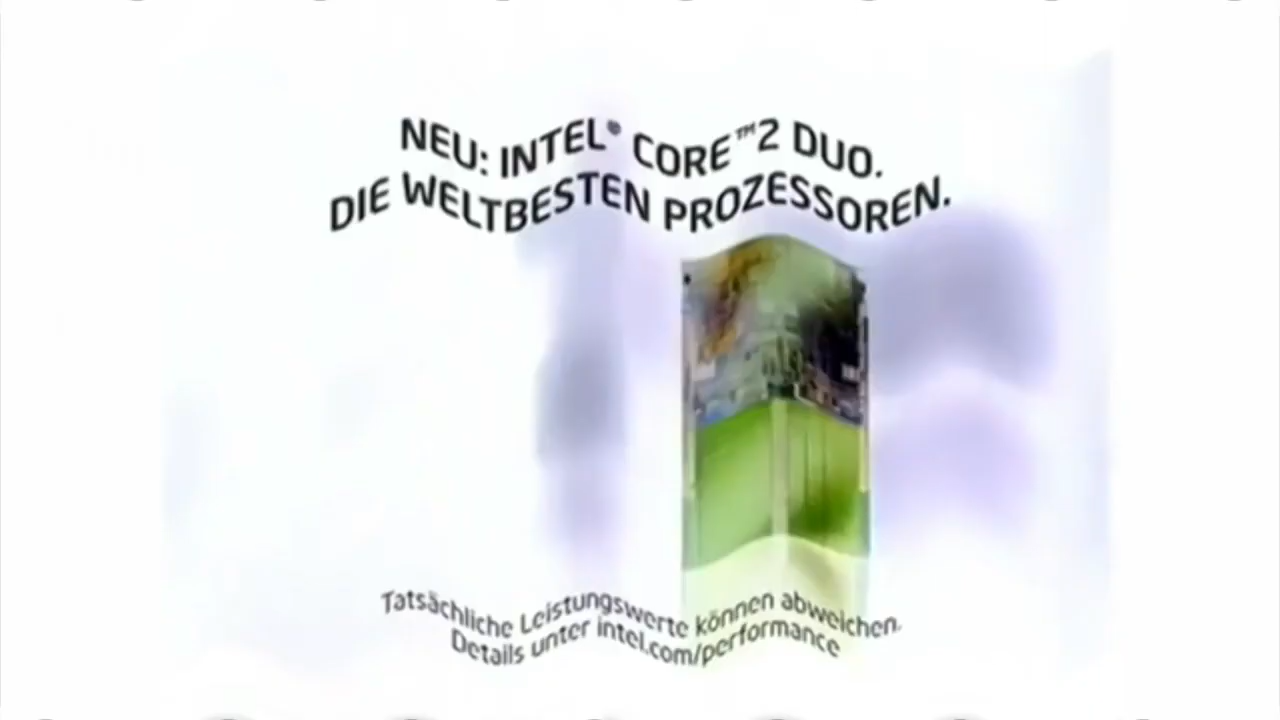 NEU: INTEL® CORE™2 DUO.
DIE WELTBESTEN PROZESSOREN.
Tatsächliche Leistungswerte können abweichen.
Details unter intel.com/performance